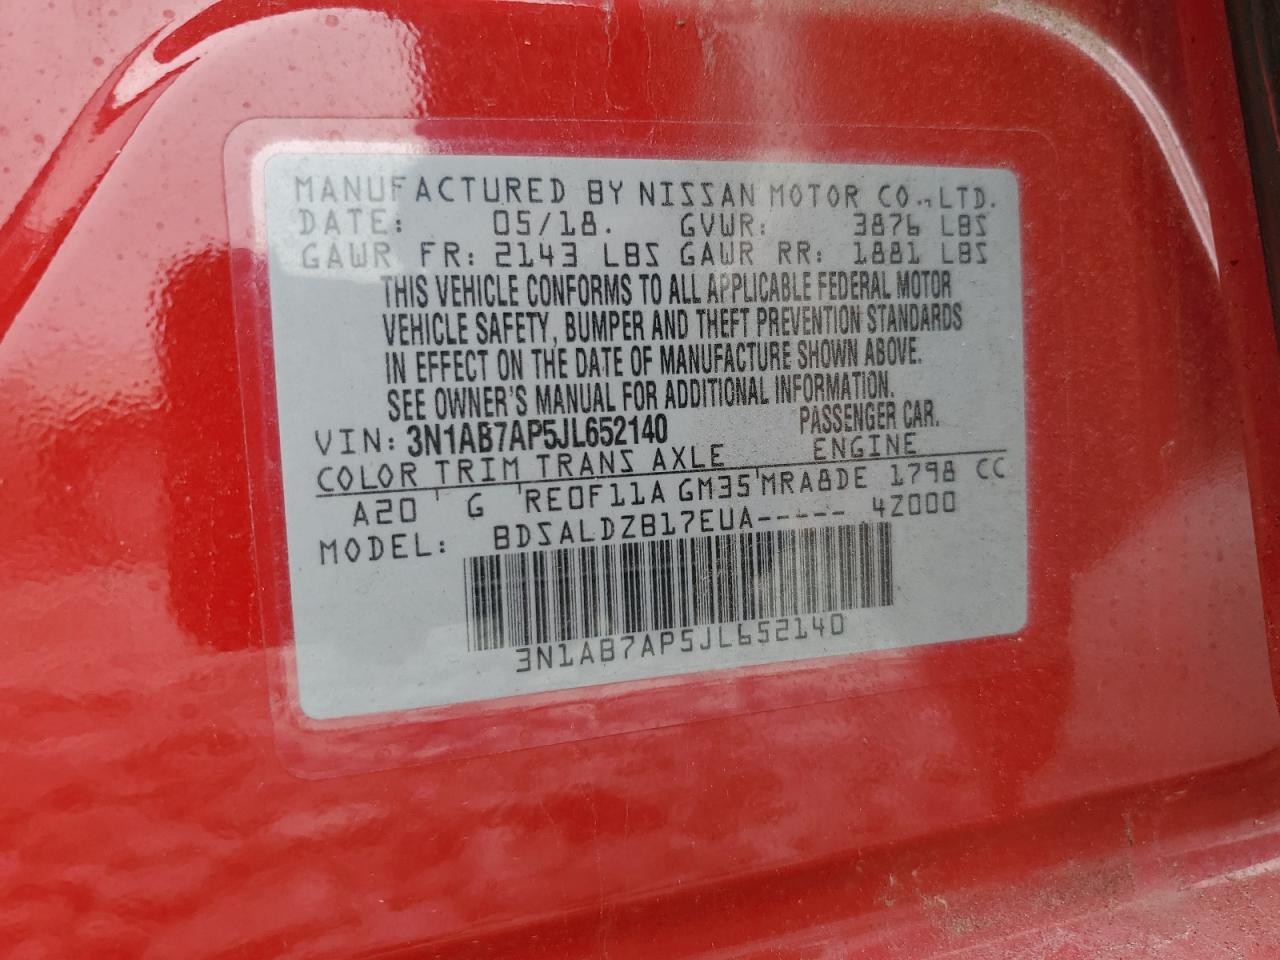 MANUFACTURED BY NISSAN MOTOR CO., LTD.
DATE: 05/18. GVWR: 3876 LBS
GAWR FR: 2143 LBS GAWR RR: 1881 LBS
THIS VEHICLE CONFORMS TO ALL APPLICABLE FEDERAL MOTOR
VEHICLE SAFETY, BUMPER AND THEFT PREVENTION STANDARDS
IN EFFECT ON THE DATE OF MANUFACTURE SHOWN ABOVE.
SEE OWNER'S MANUAL FOR ADDITIONAL INFORMATION.
VIN: 3N1AB7AP5JL652140 PASSENGER CAR.
COLOR TRIM TRANS AXLE ENGINE
A20 G RE0F11A GM35 MRA8DE 1798 CC
MODEL: BDSALDZB17EUA----- 42000
3N1AB7AP5JL652140